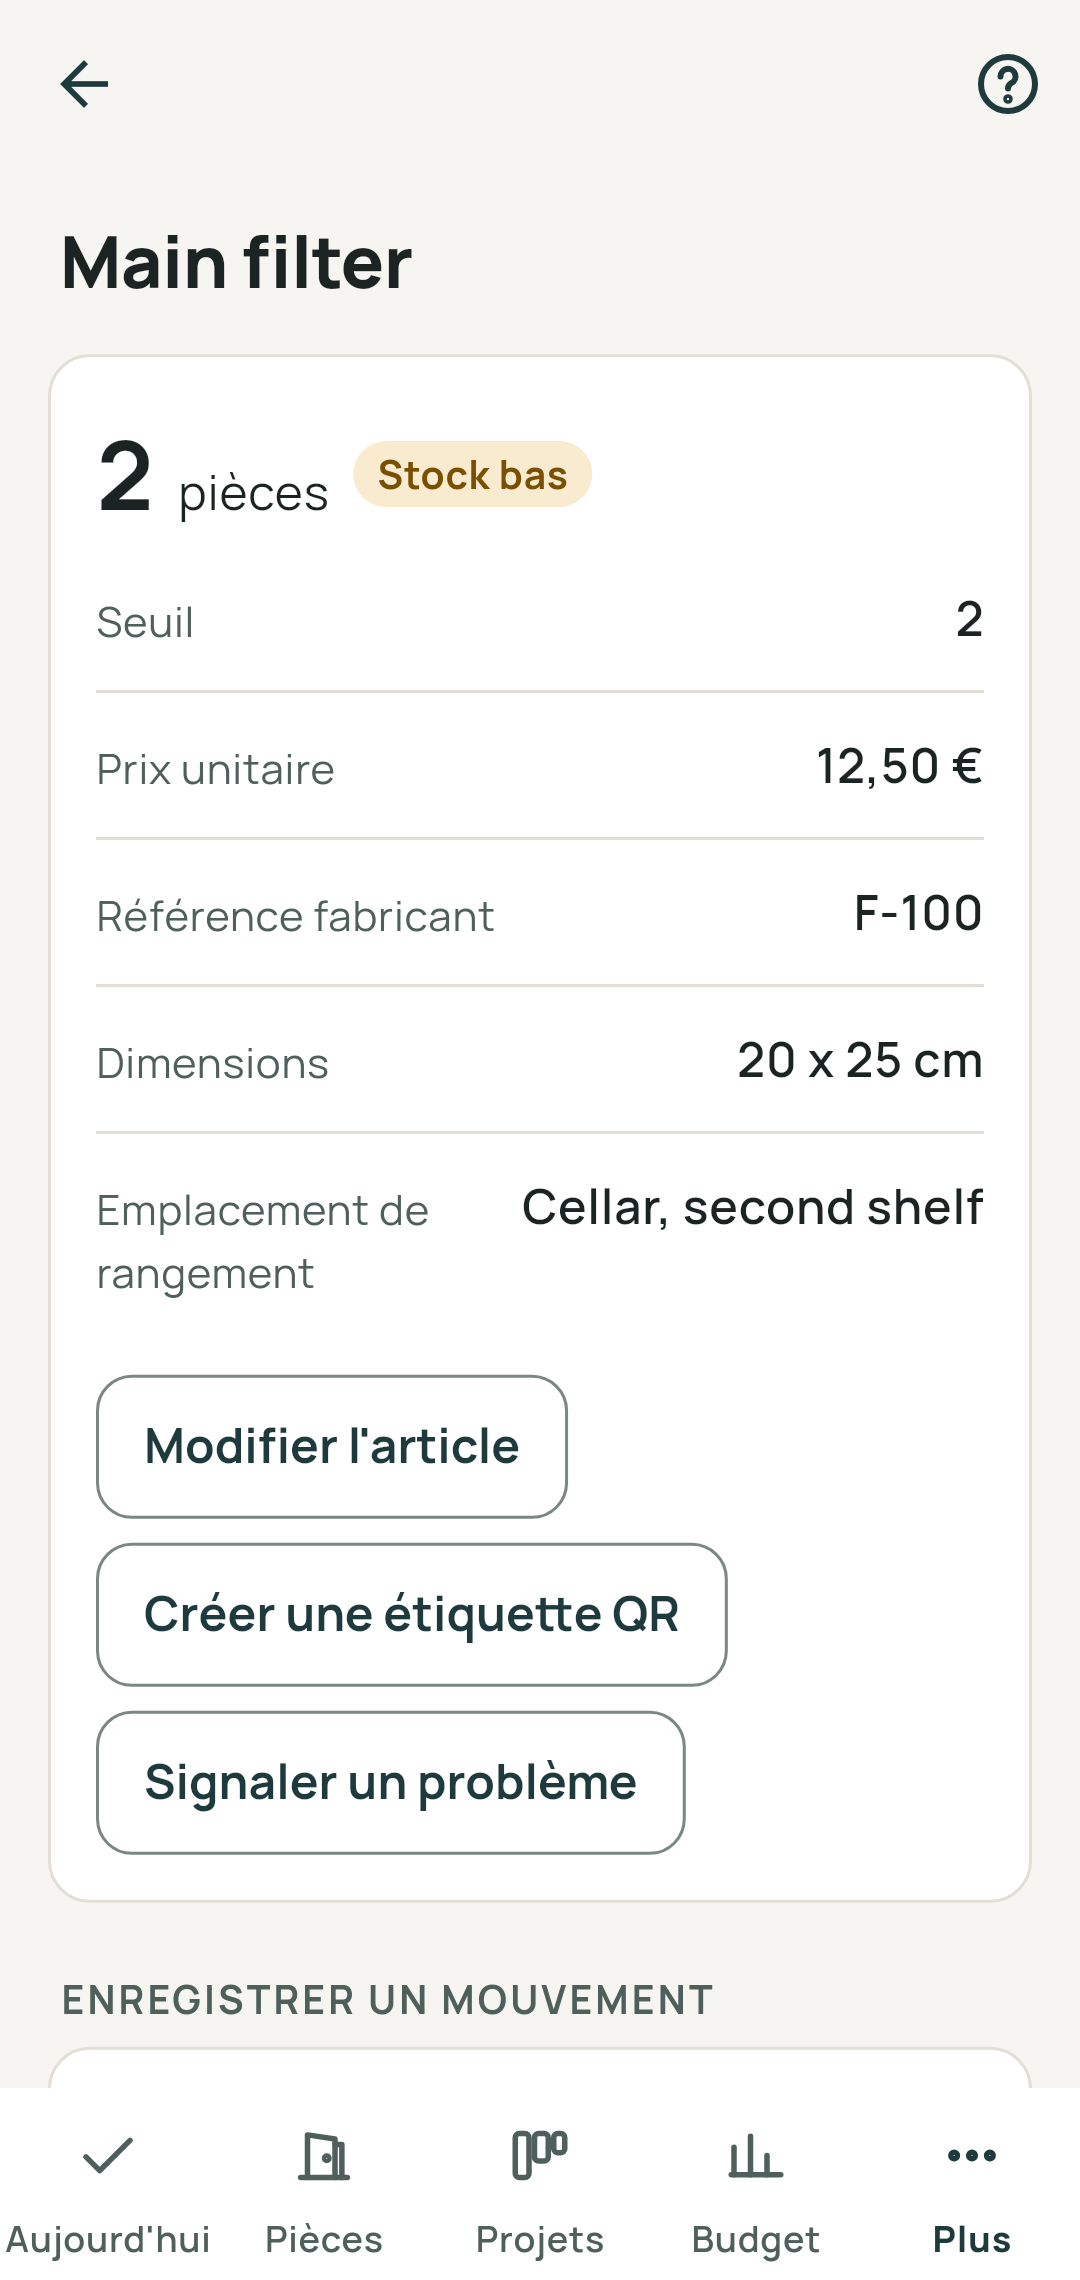 Main filter
2 pièces Stock bas
Seuil 2
Prix unitaire 12,50 €
Référence fabricant F-100
Dimensions 20 x 25 cm
Emplacement de rangement Cellar, second shelf
Modifier l'article
Créer une étiquette QR
Signaler un problème
ENREGISTRER UN MOUVEMENT
Aujourd'hui Pièces Projets Budget Plus